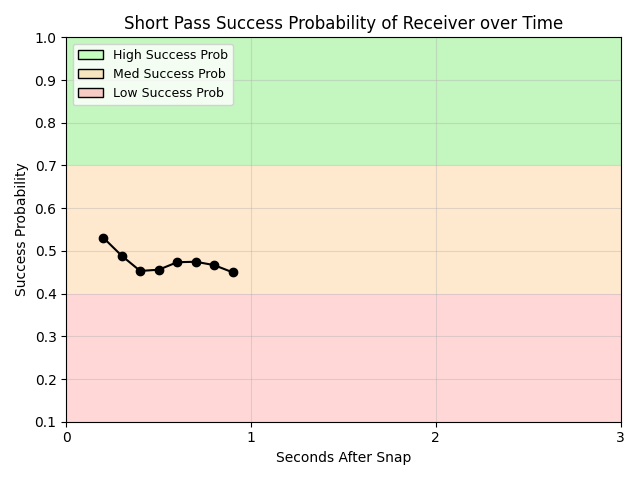 Short Pass Success Probability of Receiver over Time
High Success Prob
Med Success Prob
Low Success Prob
Success Probability
1.0
0.9
0.8
0.7
0.6
0.5
0.4
0.3
0.2
0.1
0 1 2 3
Seconds After Snap